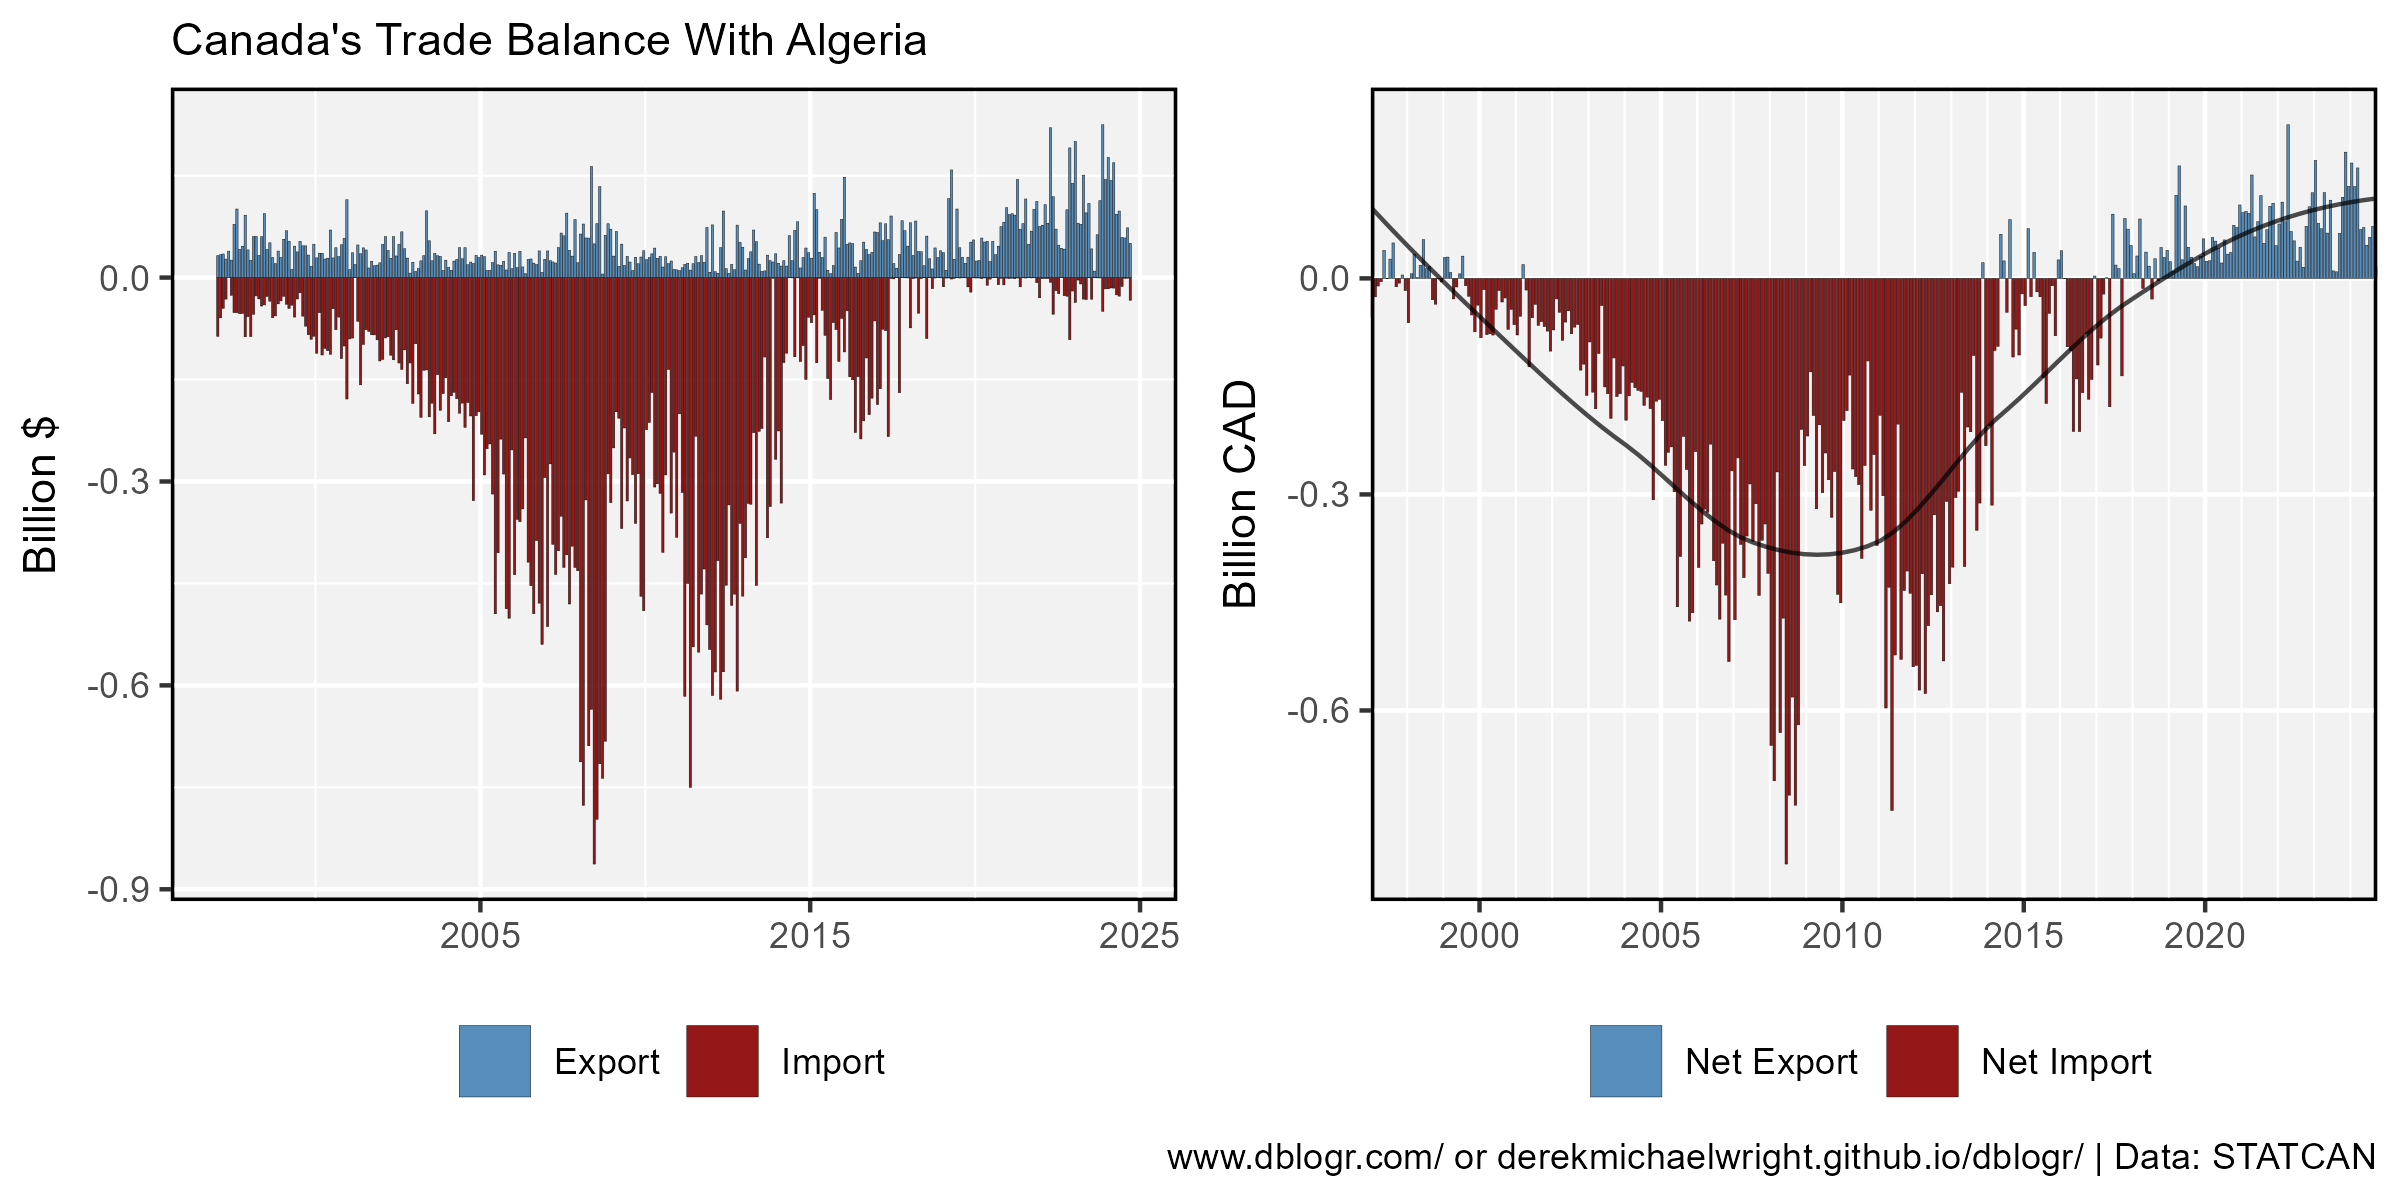 Canada's Trade Balance With Algeria
Billion $
0.0
-0.3
-0.6
-0.9
2005 2015 2025
Export Import
Billion CAD
0.0
-0.3
-0.6
2000 2005 2010 2015 2020
Net Export Net Import
www.dblogr.com/ or derekmichaelwright.github.io/dblogr/ | Data: STATCAN